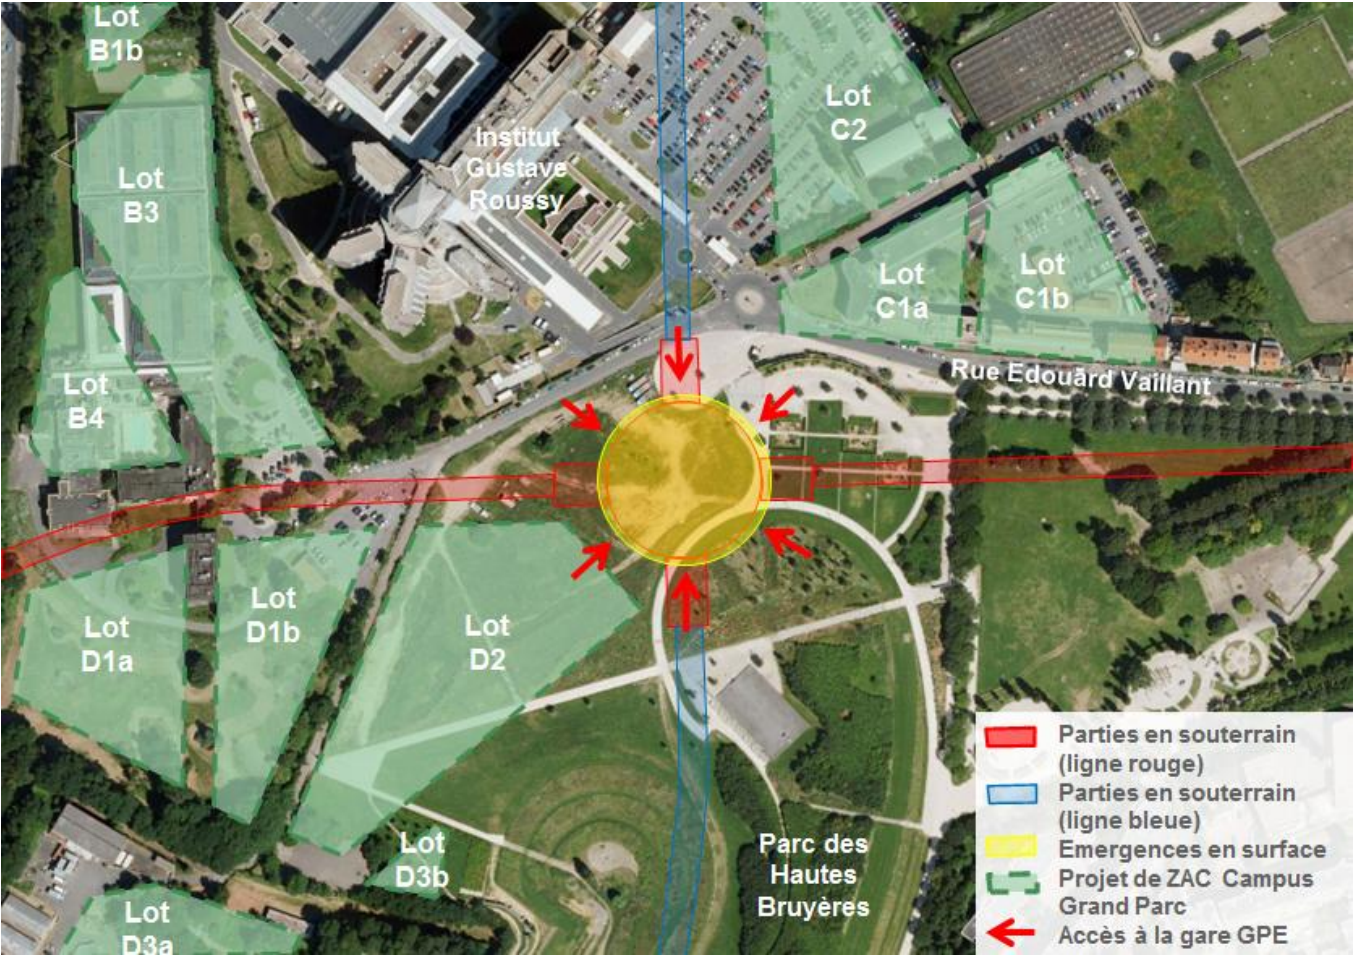 Lot
B1b
Lot
C2
Institut
Gustave
Roussy
Lot
B3
Lot
C1a
Lot
C1b
Rue Edouard Vaillant
Lot
B4
Lot
D1a
Lot
D1b
Lot
D2
Lot
D3b
Parc des
Hautes
Bruyères
Lot
D3a
Parties en souterrain
(ligne rouge)
Parties en souterrain
(ligne bleue)
Emergences en surface
Projet de ZAC Campus
Grand Parc
Accès à la gare GPE